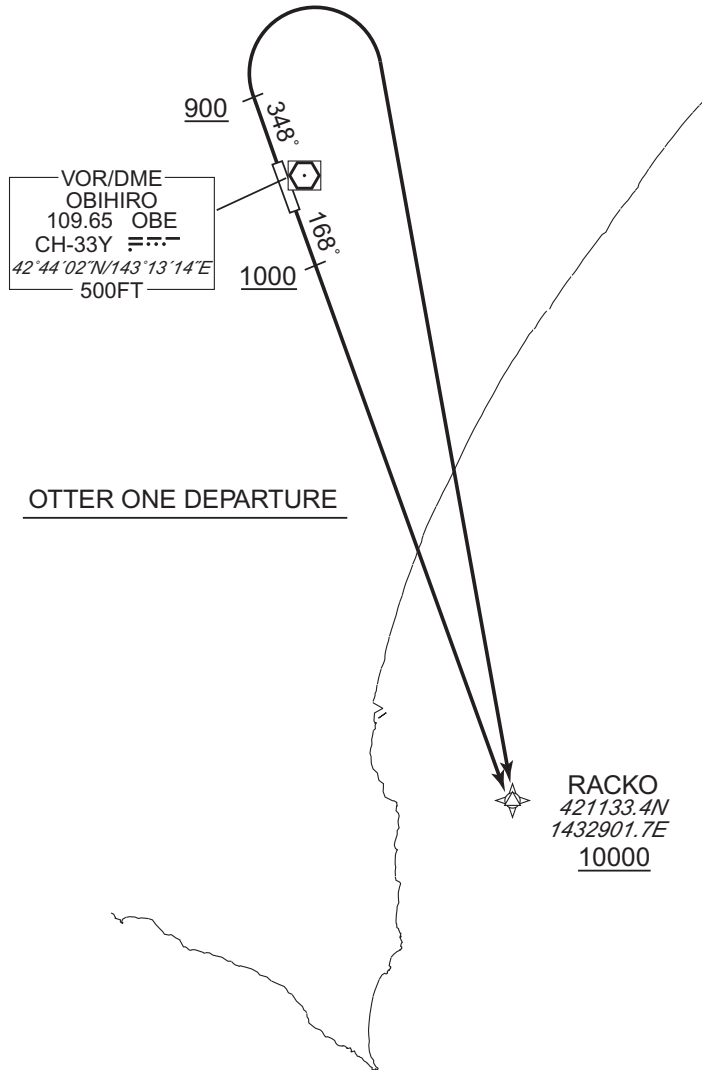 900
348°
VOR/DME
OBIHIRO
109.65 OBE
CH-33Y
42°44′02″N/143°13′14″E
500FT
168°
1000
OTTER ONE DEPARTURE
RACKO
421133.4N
1432901.7E
10000